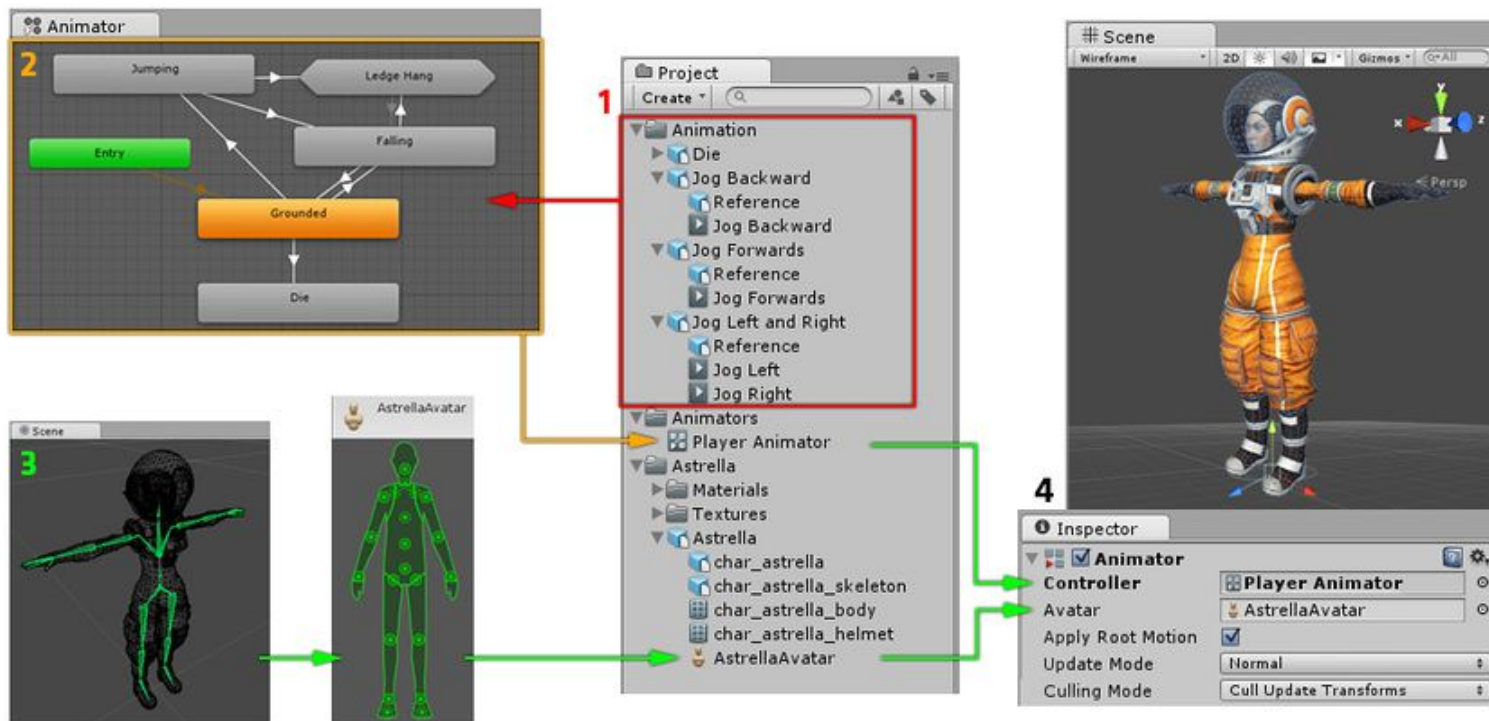 Animator
2
Jumping
Ledge Hang
Falling
Entry
Grounded
Die
Scene
3
AstrellaAvatar
Project
Create
1
Animation
Die
Jog Backward
Reference
Jog Backward
Jog Forwards
Reference
Jog Forwards
Jog Left and Right
Reference
Jog Left
Jog Right
Animators
Player Animator
Astrella
Materials
Textures
Astrella
char_astrella
char_astrella_skeleton
char_astrella_body
char_astrella_helmet
AstrellaAvatar
Scene
Wireframe 2D Gizmos All
y
x z
Persp
4
Inspector
Animator
Controller Player Animator
Avatar AstrellaAvatar
Apply Root Motion
Update Mode Normal
Culling Mode Cull Update Transforms